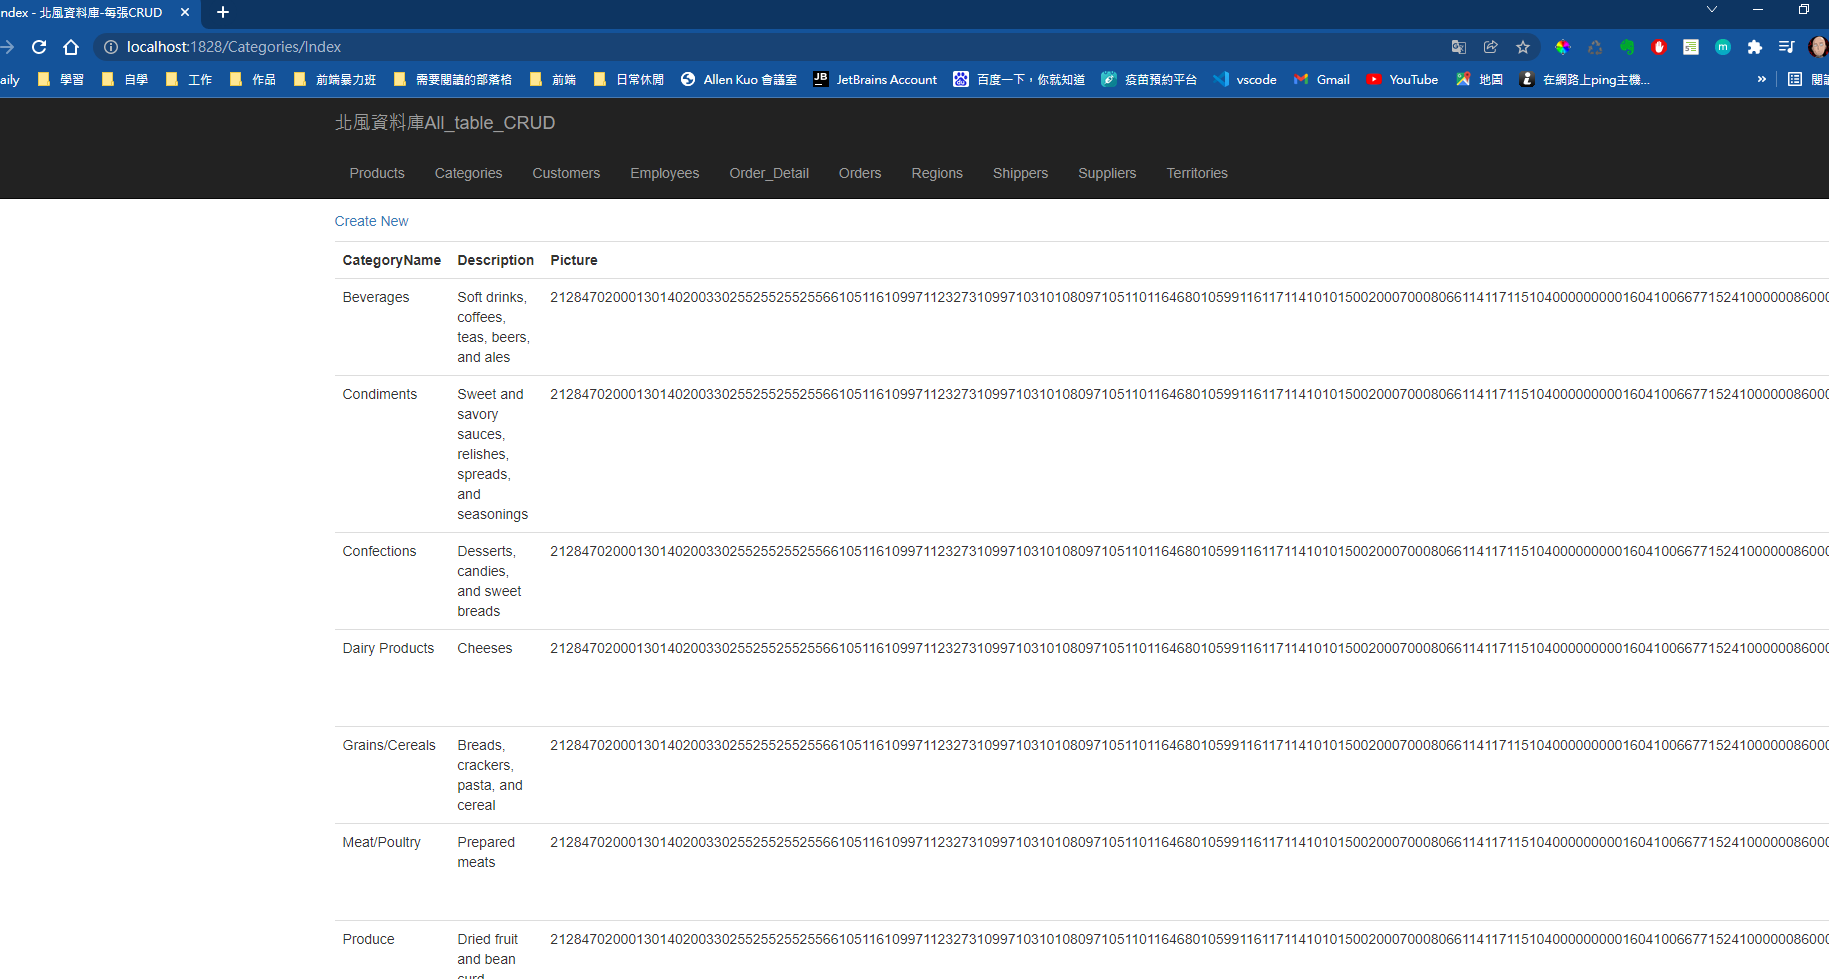 ndex - 北風資料庫-每張CRUD
localhost:1828/Categories/Index
aily 學習 自學 工作 作品 前端暴力班 需要閱讀的部落格 前端 日常休閒 Allen Kuo 會議室 JetBrains Account 百度一下，你就知道 疫苗預約平台 vscode Gmail YouTube 地圖 在網路上ping主機... » 閱
北風資料庫All_table_CRUD
Products Categories Customers Employees Order_Detail Orders Regions Shippers Suppliers Territories
Create New
CategoryName Description Picture
Beverages Soft drinks,
coffees,
teas, beers,
and ales
Condiments Sweet and
savory
sauces,
relishes,
spreads,
and
seasonings
Confections Desserts,
candies,
and sweet
breads
Dairy Products Cheeses
Grains/Cereals Breads,
crackers,
pasta, and
cereal
Meat/Poultry Prepared
meats
Produce Dried fruit
and bean
curd